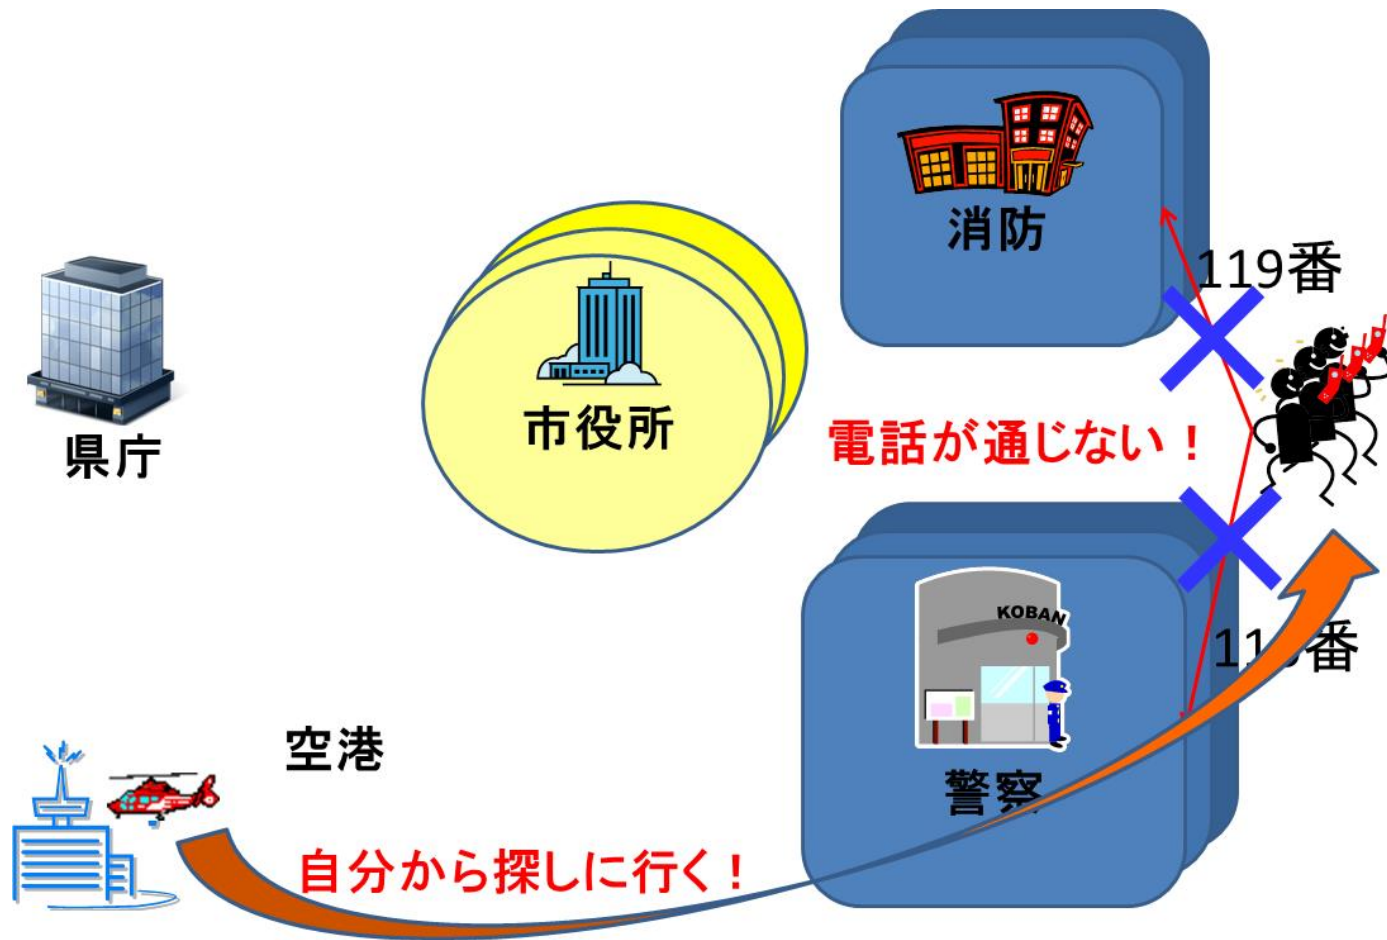 消防
119番
県庁
市役所
電話が通じない！
KOBAN
警察
空港
自分から探しに行く！